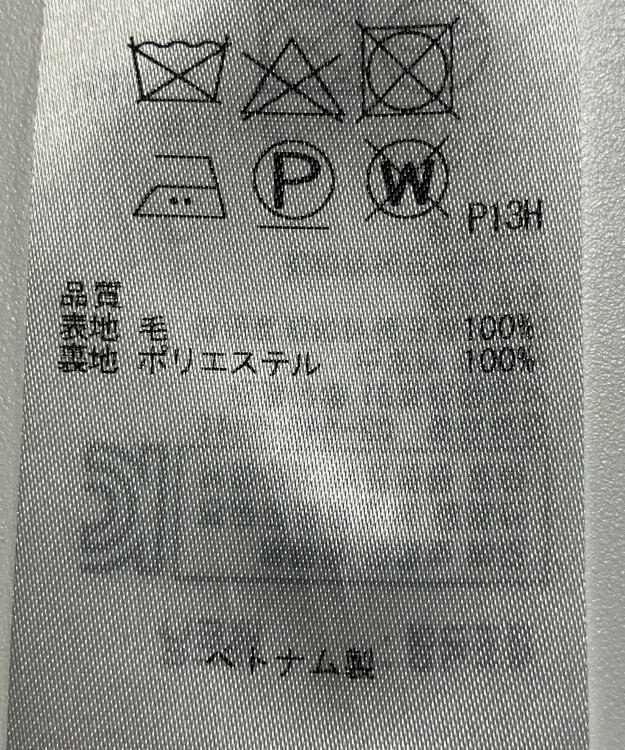 P W P13H
品質
表地 毛 100%
裏地 ポリエステル 100%
ベトナム製